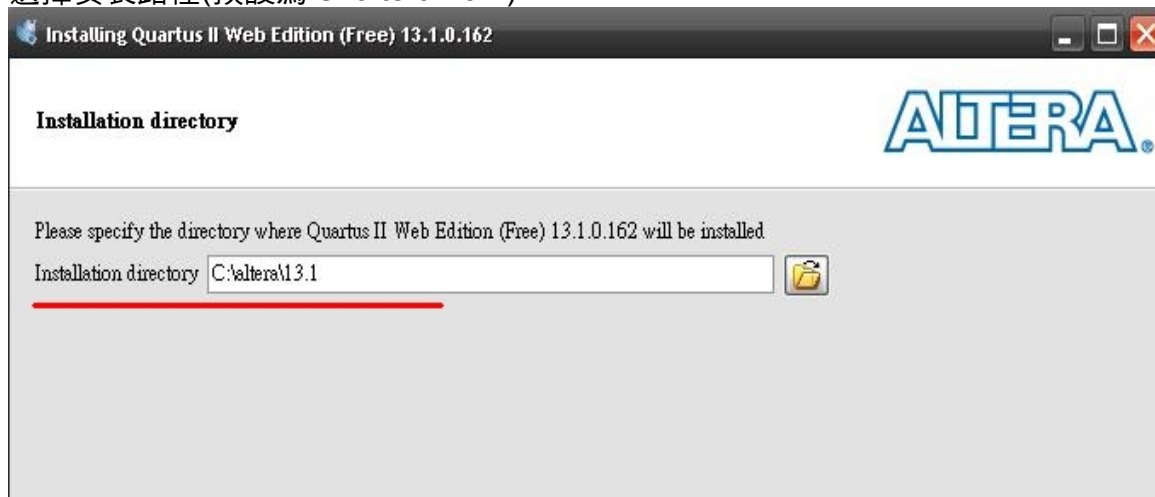 Installing Quartus II Web Edition (Free) 13.1.0.162
Installation directory
ALTERA®
Please specify the directory where Quartus II Web Edition (Free) 13.1.0.162 will be installed
Installation directory C:\altera\13.1